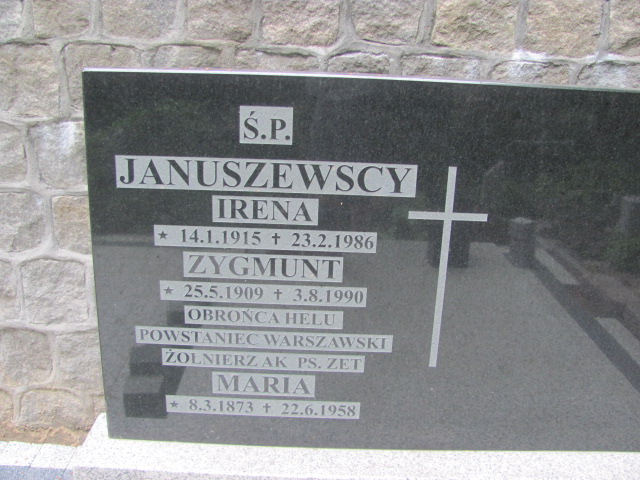 Ś.P.
JANUSZEWSCY
IRENA
★ 14.1.1915 ✝ 23.2.1986
ZYGMUNT
★ 25.5.1909 ✝ 3.8.1990
OBROŃCA HELU
POWSTANIEC WARSZAWSKI
ŻOŁNIERZ AK PS. ZET
MARIA
★ 8.3.1873 ✝ 22.6.1958